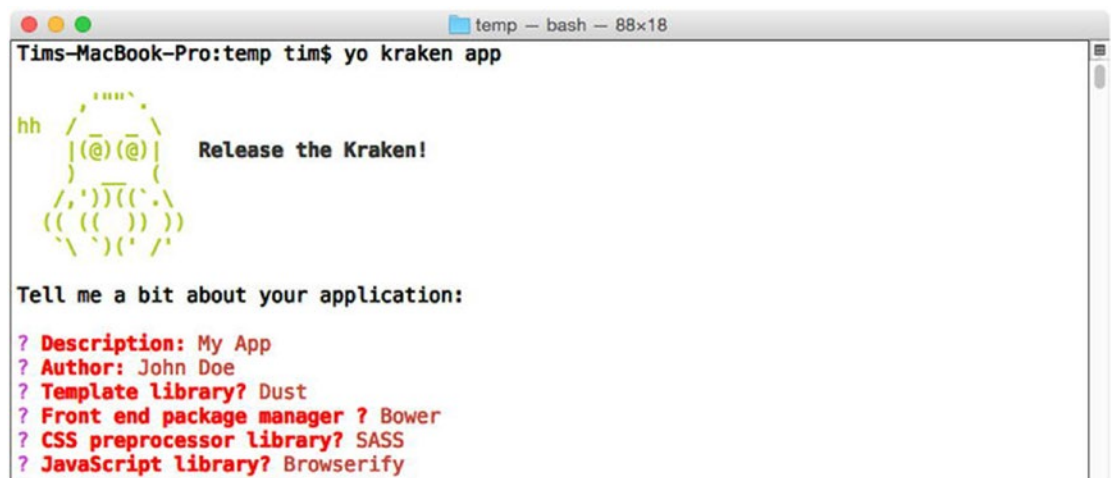 temp — bash — 88×18
Tims-MacBook-Pro:temp tim$ yo kraken app
     ,'""`.
hh  / _  _ \
    |(@)(@)|   Release the Kraken!
    )  __  (
   /,'))((`.\
  (( ((  )) ))
   `\ `)(' /'
Tell me a bit about your application:
? Description: My App
? Author: John Doe
? Template library? Dust
? Front end package manager ? Bower
? CSS preprocessor library? SASS
? JavaScript library? Browserify